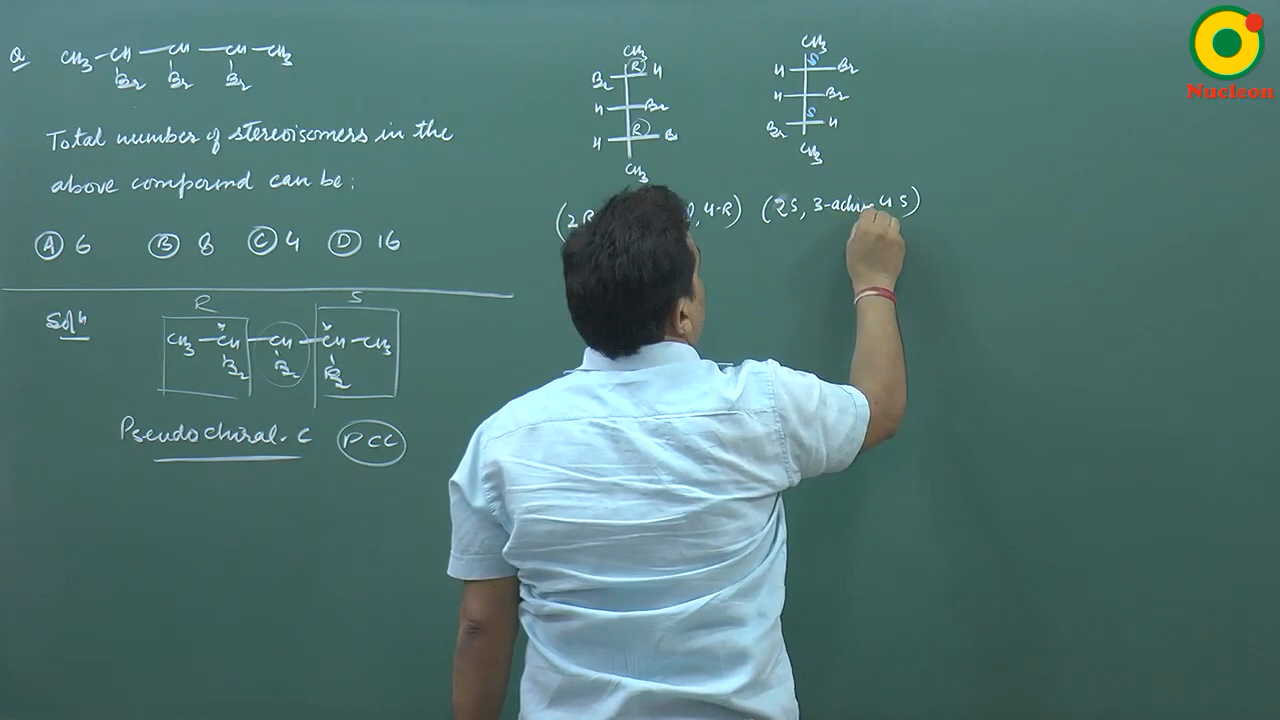 Q. CH3 — CH — CH — CH — CH3
Br Br Br
Total number of stereoisomers in the
above compound can be:
A 6 B 8 C 4 D 16
Soln
R S
CH3 — CH — CH — CH — CH3
Br Br Br
Pseudochiral-C PCC
CH3
Br R H
H Br
H R Br
CH3
, 4-R)
CH3
H S Br
H Br
Br S H
CH3
(2S, 3-achiral, 4S)
Nucleon